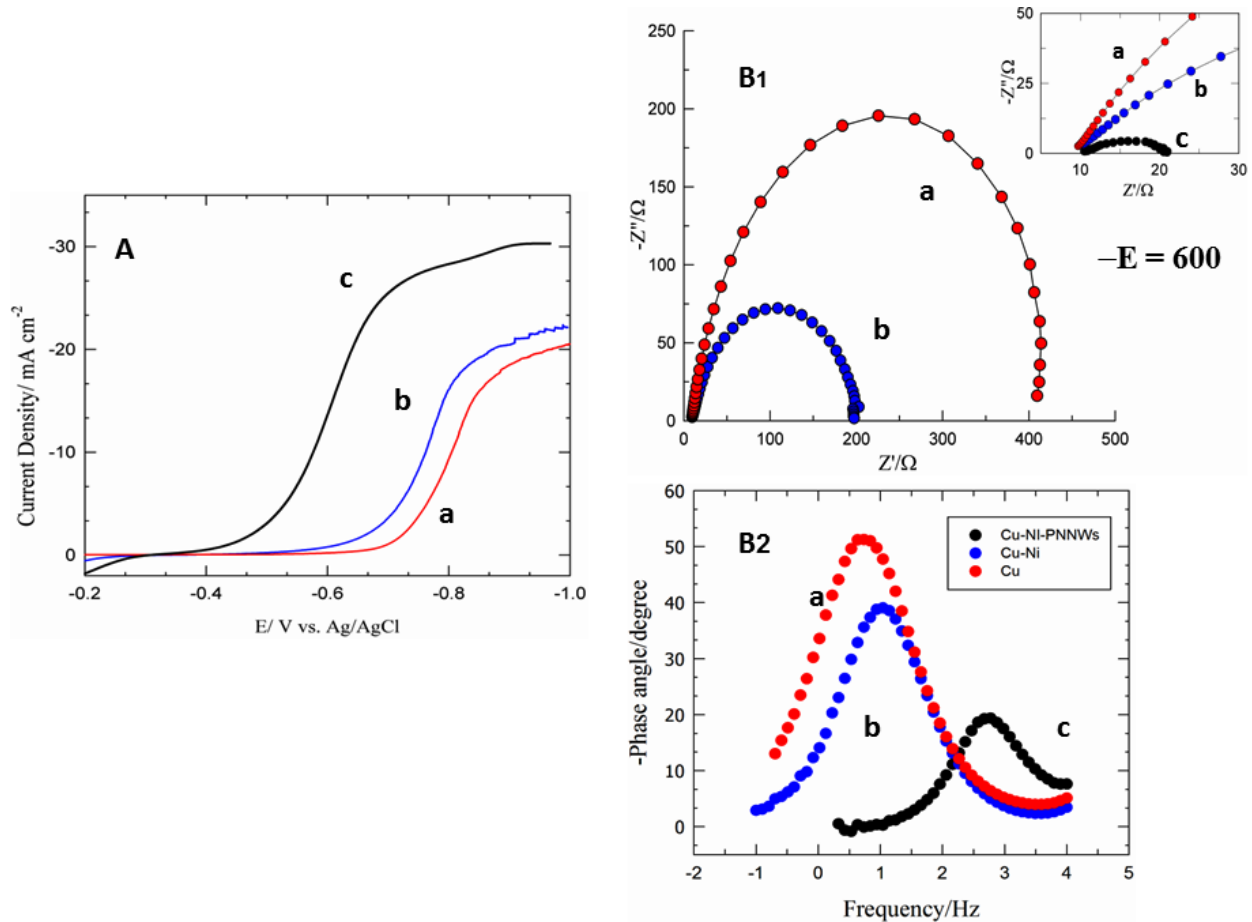 A
c
b
a
-30
-20
-10
0
-0.2
-0.4
-0.6
-0.8
-1.0
Current Density/ mA cm-2
E/ V vs. Ag/AgCl
B1
a
b
250
200
150
100
50
0
0
100
200
300
400
500
-Z''/Ω
Z'/Ω
50
25
0
a
b
c
10
20
30
-Z''/Ω
Z'/Ω
–E = 600
B2
a
b
c
Cu-NI-PNNWs
Cu-Ni
Cu
60
50
40
30
20
10
0
-2
-1
0
1
2
3
4
5
-Phase angle/degree
Frequency/Hz